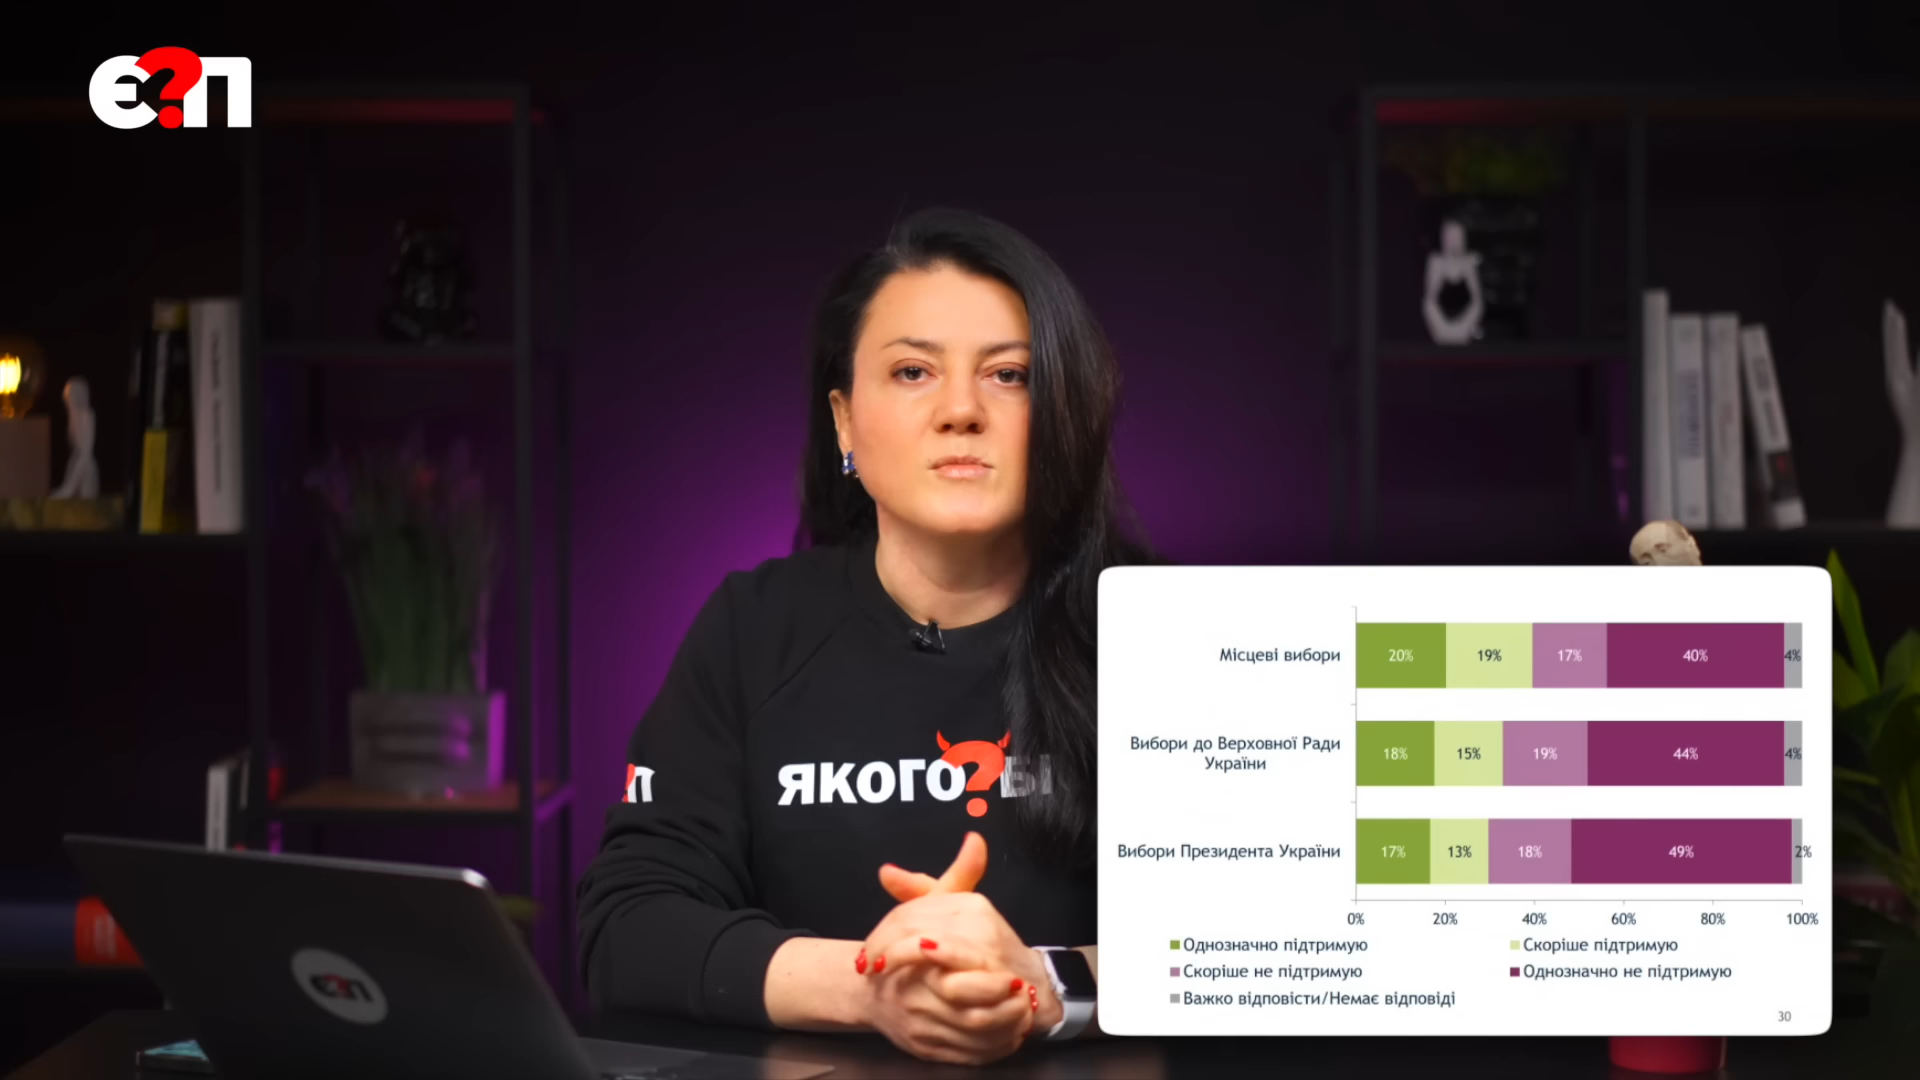 Є?П
ЯКОГО?БІ
?П
Є?П
Місцеві вибори
20% 19% 17% 40% 4%
Вибори до Верховної Ради
України
18% 15% 19% 44% 4%
Вибори Президента України
17% 13% 18% 49% 2%
0% 20% 40% 60% 80% 100%
Однозначно підтримую
Скоріше підтримую
Скоріше не підтримую
Однозначно не підтримую
Важко відповісти/Немає відповіді
30